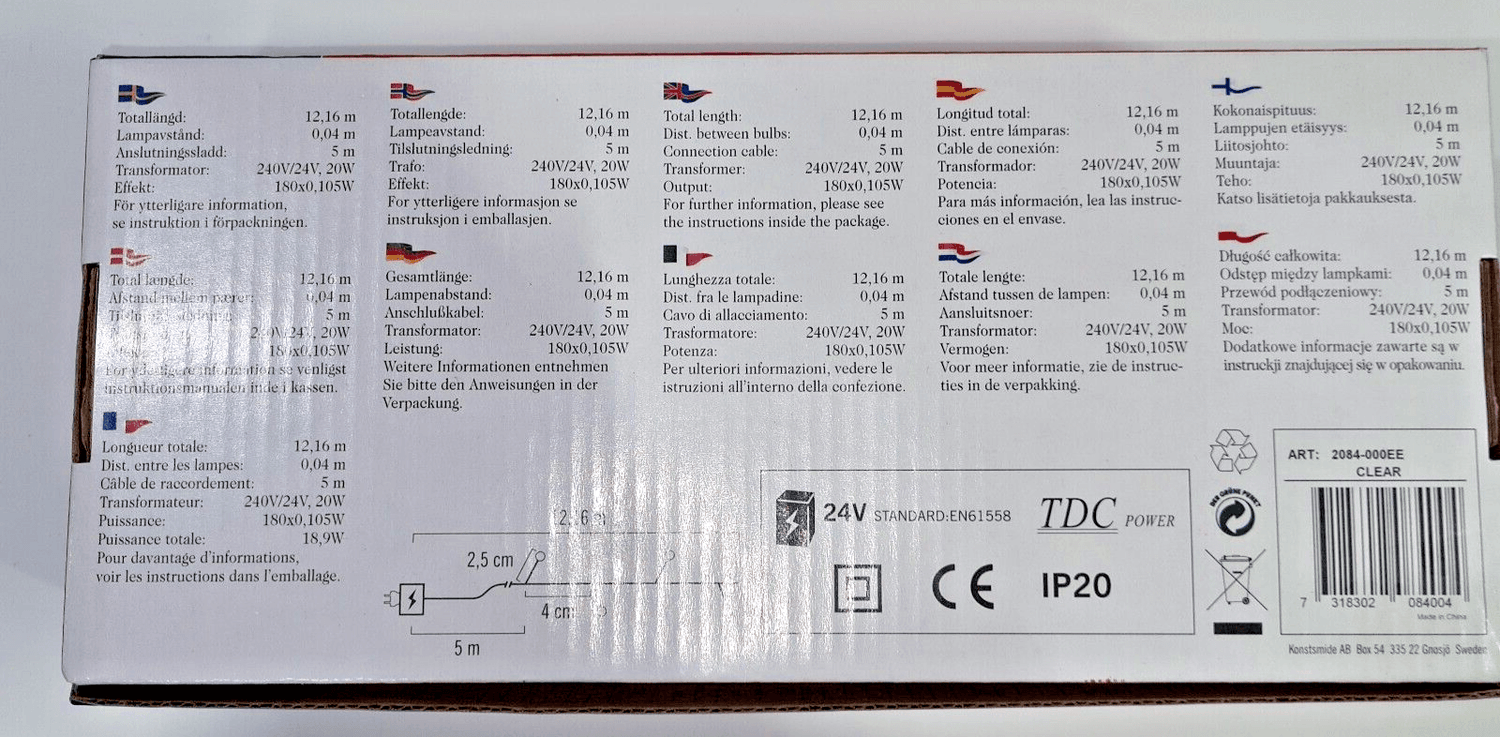 Totallängd: 12,16 m
Lampavstånd: 0,04 m
Anslutningssladd: 5 m
Transformator: 240V/24V, 20W
Effekt: 180x0,105W
För ytterligare information,
se instruktion i förpackningen.
Totallengde: 12,16 m
Lampeavstand: 0,04 m
Tilslutningsledning: 5 m
Trafo: 240V/24V, 20W
Effekt: 180x0,105W
For ytterligere informasjon se
instruksjon i emballasjen.
Total length: 12,16 m
Dist. between bulbs: 0,04 m
Connection cable: 5 m
Transformer: 240V/24V, 20W
Output: 180x0,105W
For further information, please see
the instructions inside the package.
Longitud total: 12,16 m
Dist. entre lámparas: 0,04 m
Cable de conexión: 5 m
Transformador: 240V/24V, 20W
Potencia: 180x0,105W
Para más información, lea las instruc-
ciones en el envase.
Kokonaispituus: 12,16 m
Lamppujen etäisyys: 0,04 m
Liitosjohto: 5 m
Muuntaja: 240V/24V, 20W
Teho: 180x0,105W
Katso lisätietoja pakkauksesta.
Total længde: 12,16 m
Afstand mellem pærer: 0,04 m
5 m
20W
180x0,105W
For yderligere information se venligst
instruktionsmanualen inde i kassen.
Gesamtlänge: 12,16 m
Lampenabstand: 0,04 m
Anschlußkabel: 5 m
Transformator: 240V/24V, 20W
Leistung: 180x0,105W
Weitere Informationen entnehmen
Sie bitte den Anweisungen in der
Verpackung.
Lunghezza totale: 12,16 m
Dist. fra le lampadine: 0,04 m
Cavo di allacciamento: 5 m
Trasformatore: 240V/24V, 20W
Potenza: 180x0,105W
Per ulteriori informazioni, vedere le
istruzioni all'interno della confezione.
Totale lengte: 12,16 m
Afstand tussen de lampen: 0,04 m
Aansluitsnoer: 5 m
Transformator: 240V/24V, 20W
Vermogen: 180x0,105W
Voor meer informatie, zie de instruc-
ties in de verpakking.
Długość całkowita: 12,16 m
Odstęp między lampkami: 0,04 m
Przewód podłączeniowy: 5 m
Transformator: 240V/24V, 20W
Moc: 180x0,105W
Dodatkowe informacje zawarte są w
instruckji znajdującej się w opakowaniu.
Longueur totale: 12,16 m
Dist. entre les lampes: 0,04 m
Câble de raccordement: 5 m
Transformateur: 240V/24V, 20W
Puissance: 180x0,105W
Puissance totale: 18,9W
Pour davantage d'informations,
voir les instructions dans l'emballage.
2,5 cm
4 cm
5 m
24V STANDARD:EN61558
TDC POWER
CE IP20
DER GRÜNE PUNKT
ART: 2084-000EE
CLEAR
7 318302 084004
Made in China
Konstsmide AB Box 54 335 22 Gnosjö Sweden